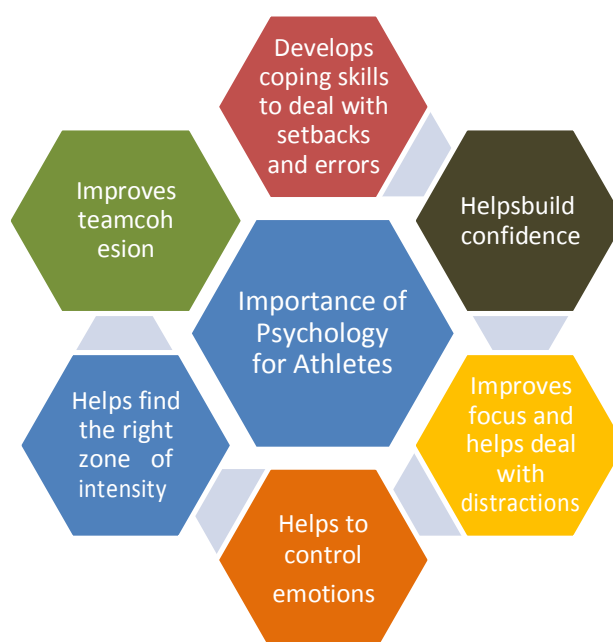 Develops
coping skills
to deal with
setbacks
and errors
Helpsbuild
confidence
Improves
focus and
helps deal
with
distractions
Helps to
control
emotions
Helps find
the right
zone of
intensity
Improves
teamcoh
esion
Importance of
Psychology
for Athletes